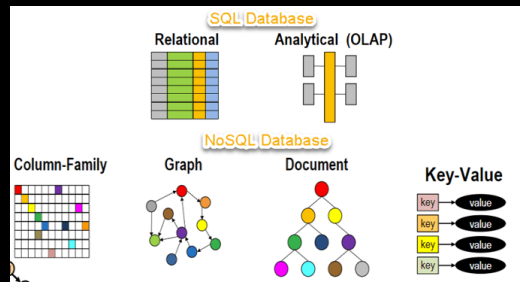 SQL Database
Relational
Analytical (OLAP)
NoSQL Database
Column-Family
Graph
Document
Key-Value
key value
key value
key value
key value